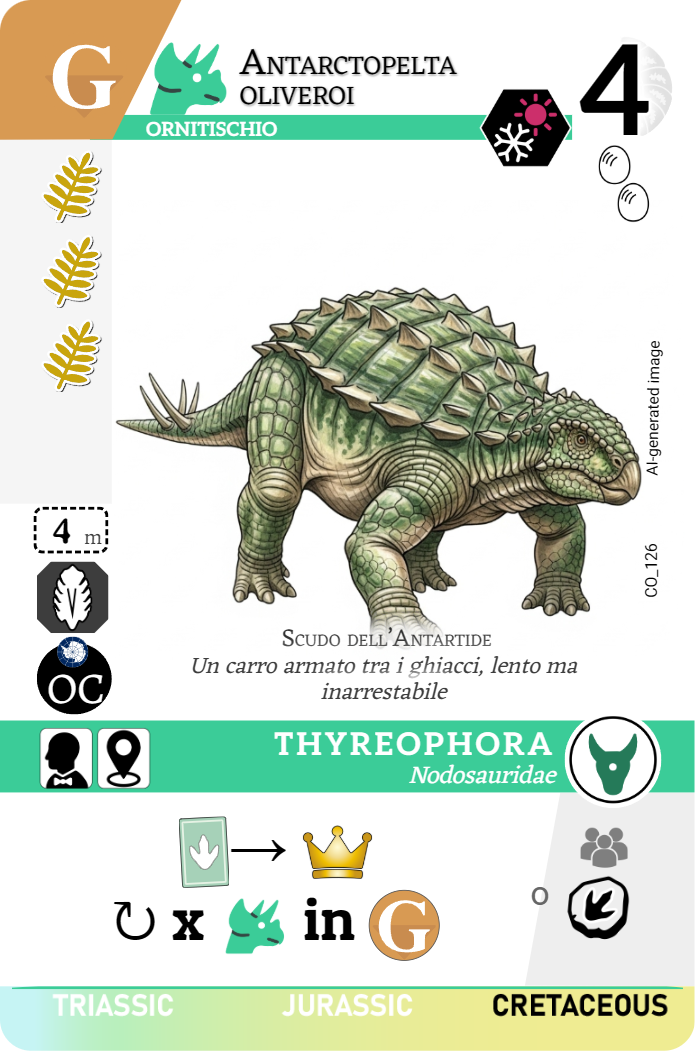 G
ANTARCTOPELTA
OLIVEROI
4
ORNITISCHIO
AI-generated image
CO_126
4 m
OC
SCUDO DELL'ANTARTIDE
Un carro armato tra i ghiacci, lento ma
inarrestabile
THYREOPHORA
Nodosauridae
x in G
O
TRIASSIC JURASSIC CRETACEOUS